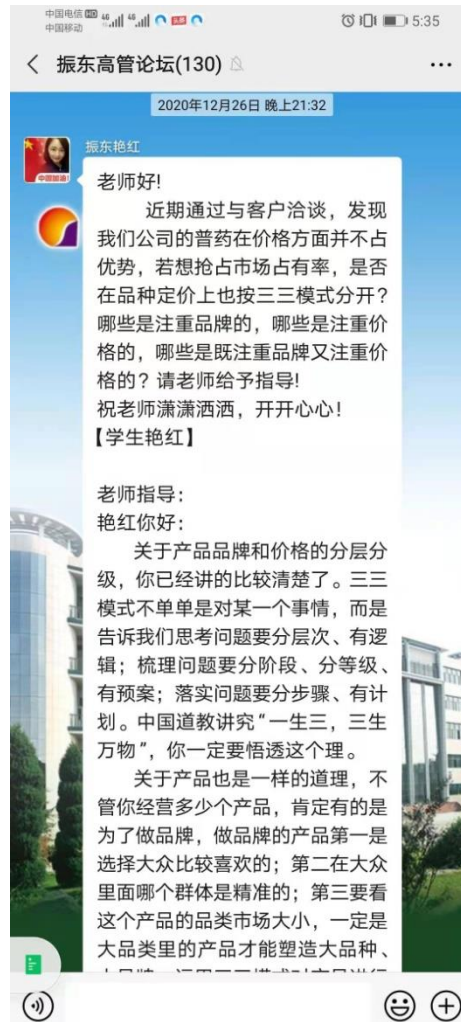 中国电信 HD 46 46
中国移动
5:35
振东高管论坛(130)
2020年12月26日 晚上21:32
振东艳红
中国加油!
老师好!
近期通过与客户洽谈，发现
我们公司的普药在价格方面并不占
优势，若想抢占市场占有率，是否
在品种定价上也按三三模式分开?
哪些是注重品牌的，哪些是注重价
格的，哪些是既注重品牌又注重价
格的? 请老师给予指导!
祝老师潇潇洒洒，开开心心!
【学生艳红】
老师指导:
艳红你好:
关于产品品牌和价格的分层分
级，你已经讲的比较清楚了。三三
模式不单单是对某一个事情，而是
告诉我们思考问题要分层次、有逻
辑；梳理问题要分阶段、分等级、
有预案；落实问题要分步骤、有计
划。中国道教讲究“一生三，三生
万物”，你一定要悟透这个理。
关于产品也是一样的道理，不
管你经营多少个产品，肯定有的是
为了做品牌，做品牌的产品第一是
选择大众比较喜欢的；第二在大众
里面哪个群体是精准的；第三要看
这个产品的品类市场大小，一定是
大品类里的产品才能塑造大品种、